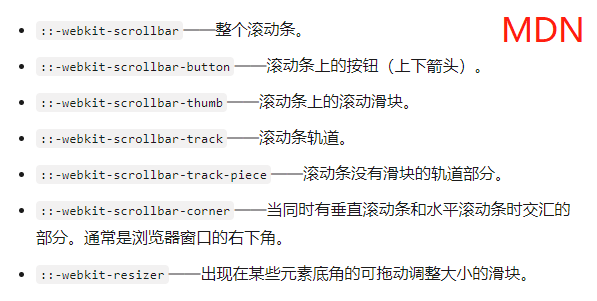 MDN
::-webkit-scrollbar——整个滚动条。
::-webkit-scrollbar-button——滚动条上的按钮（上下箭头）。
::-webkit-scrollbar-thumb——滚动条上的滚动滑块。
::-webkit-scrollbar-track——滚动条轨道。
::-webkit-scrollbar-track-piece——滚动条没有滑块的轨道部分。
::-webkit-scrollbar-corner——当同时有垂直滚动条和水平滚动条时交汇的
部分。通常是浏览器窗口的右下角。
::-webkit-resizer——出现在某些元素底角的可拖动调整大小的滑块。